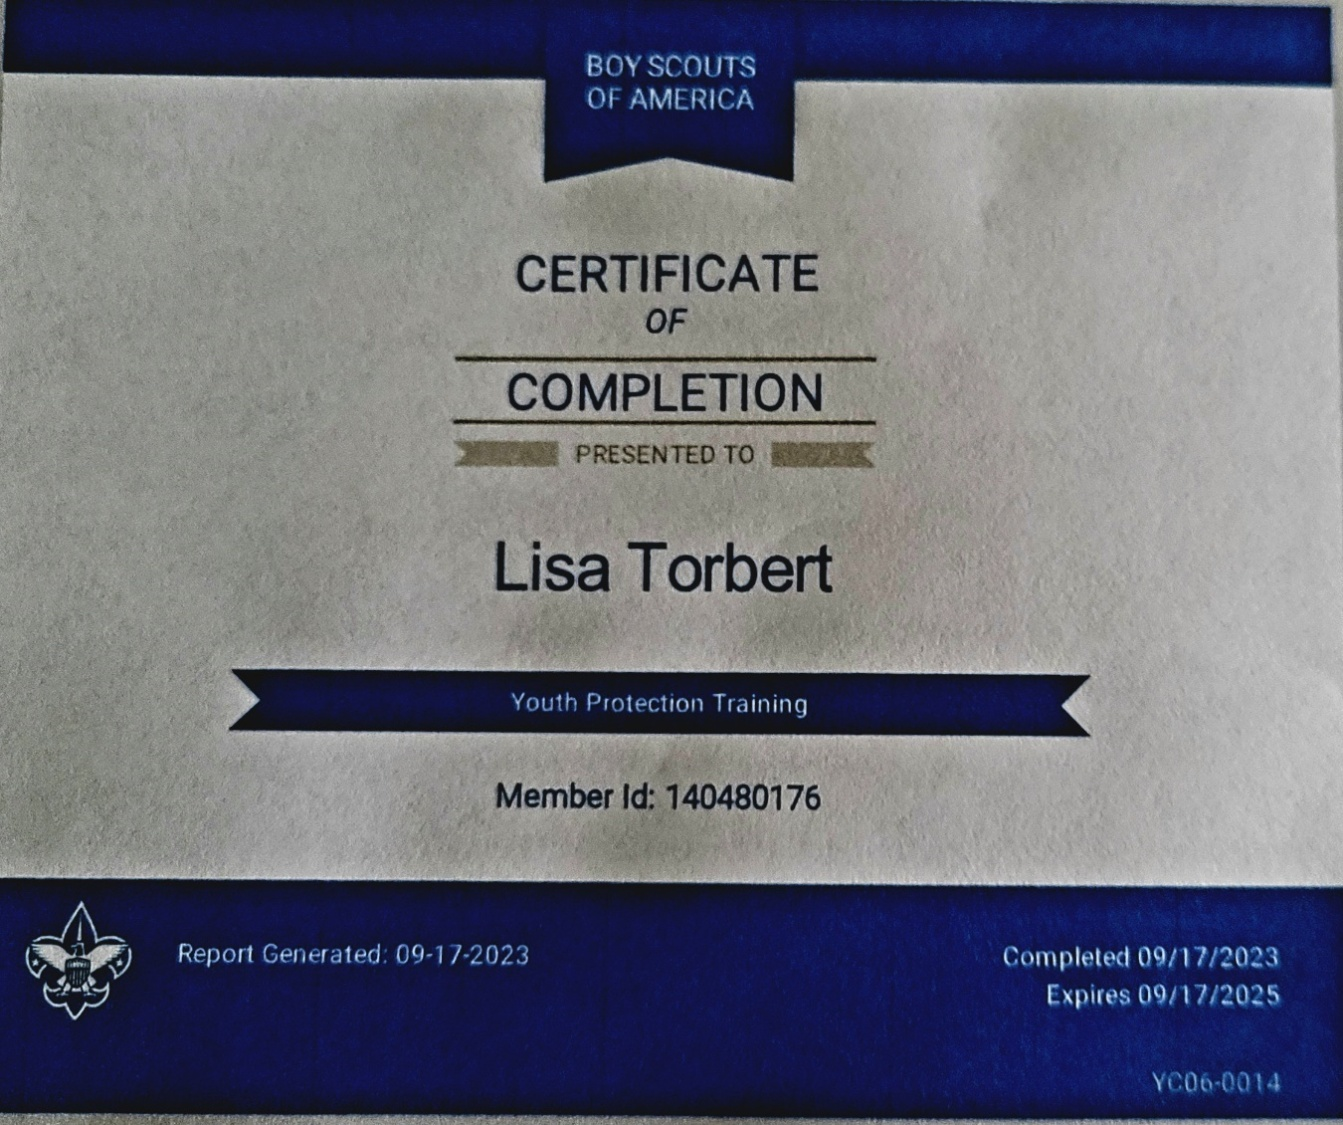 BOY SCOUTS
OF AMERICA
CERTIFICATE
OF
COMPLETION
PRESENTED TO
Lisa Torbert
Youth Protection Training
Member Id: 140480176
Report Generated: 09-17-2023
Completed 09/17/2023
Expires 09/17/2025
YC06-0014